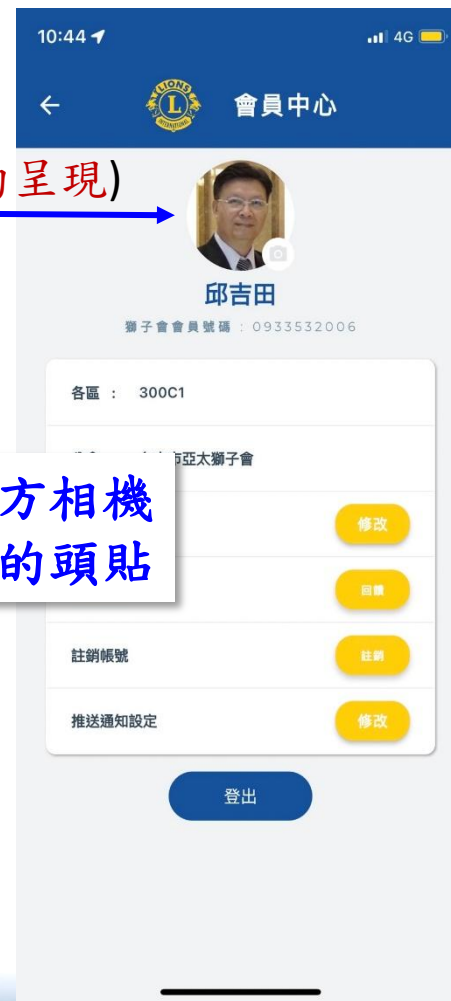 10:44
4G
LIONS
L
INTERNATIONAL
會員中心
呈現)
邱吉田
獅子會會員號碼 : 0933532006
各區 : 300C1
亞太獅子會
方相機
的頭貼
修改
回饋
註銷帳號
註銷
推送通知設定
修改
登出